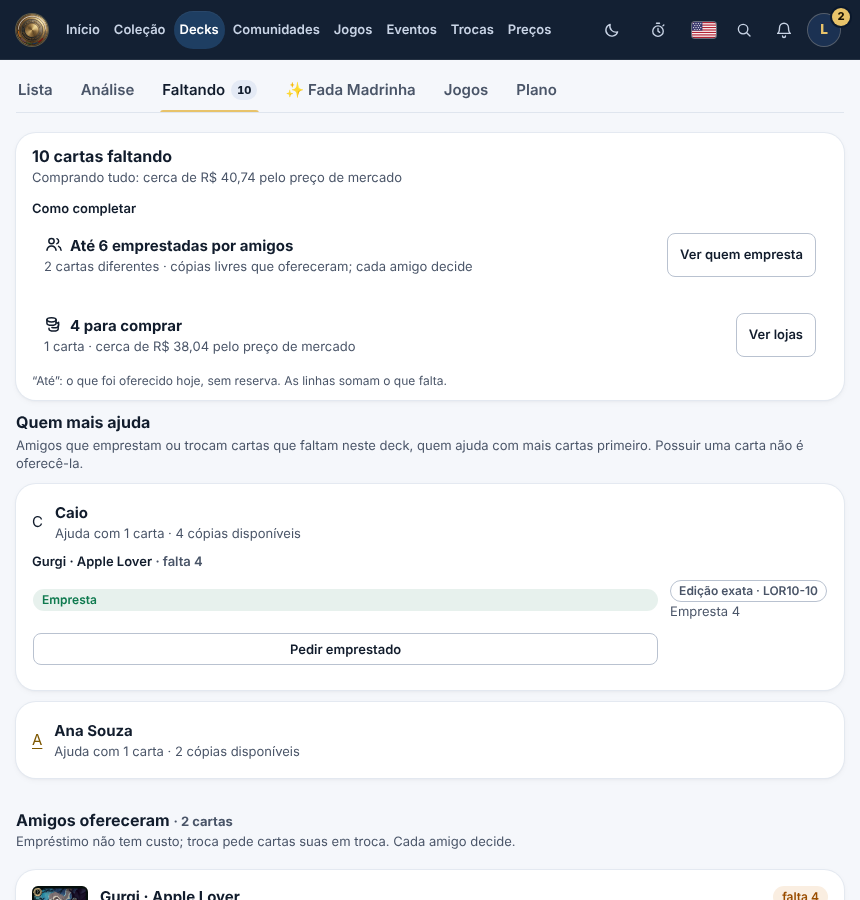 Início Coleção Decks Comunidades Jogos Eventos Trocas Preços L 2
Lista Análise Faltando 10 ✨ Fada Madrinha Jogos Plano
10 cartas faltando
Comprando tudo: cerca de R$ 40,74 pelo preço de mercado
Como completar
Até 6 emprestadas por amigos
2 cartas diferentes · cópias livres que ofereceram; cada amigo decide
Ver quem empresta
4 para comprar
1 carta · cerca de R$ 38,04 pelo preço de mercado
Ver lojas
“Até”: o que foi oferecido hoje, sem reserva. As linhas somam o que falta.
Quem mais ajuda
Amigos que emprestam ou trocam cartas que faltam neste deck, quem ajuda com mais cartas primeiro. Possuir uma carta não é
oferecê-la.
C
Caio
Ajuda com 1 carta · 4 cópias disponíveis
Gurgi · Apple Lover · falta 4
Empresta
Edição exata · LOR10-10
Empresta 4
Pedir emprestado
A
Ana Souza
Ajuda com 1 carta · 2 cópias disponíveis
Amigos ofereceram · 2 cartas
Empréstimo não tem custo; troca pede cartas suas em troca. Cada amigo decide.
Gurgi · Apple Lover
falta 4